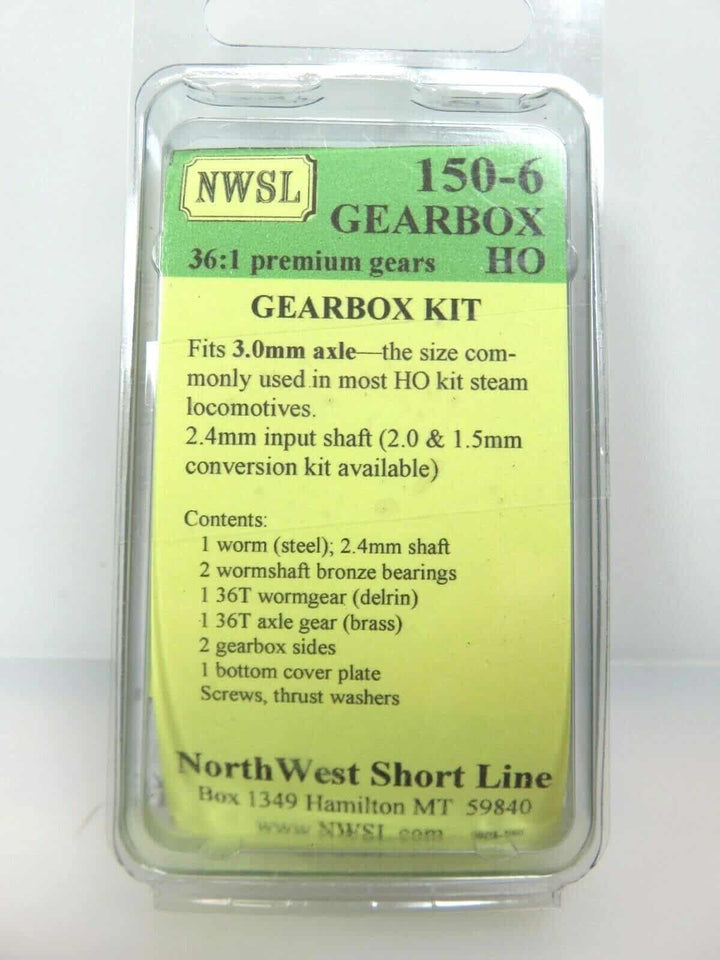 NWSL
150-6
GEARBOX
36:1 premium gears HO
GEARBOX KIT
Fits 3.0mm axle—the size com-
monly used in most HO kit steam
locomotives.
2.4mm input shaft (2.0 & 1.5mm
conversion kit available)
Contents:
1 worm (steel); 2.4mm shaft
2 wormshaft bronze bearings
1 36T wormgear (delrin)
1 36T axle gear (brass)
2 gearbox sides
1 bottom cover plate
Screws, thrust washers
NorthWest Short Line
Box 1349 Hamilton MT 59840
www NWSL com